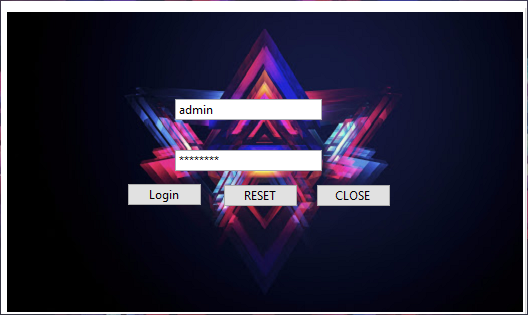 admin
********
Login RESET CLOSE